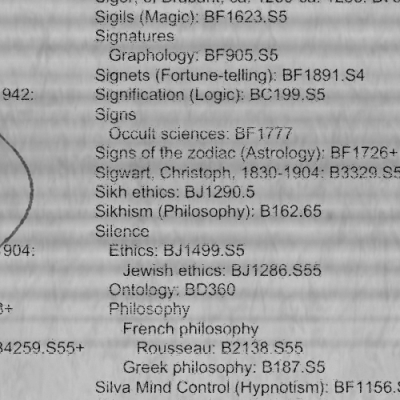 Sigils (Magic): BF1623.S5
Signatures
Graphology: BF905.S5
Signets (Fortune-telling): BF1891.S4
942: Signification (Logic): BC199.S5
Signs
Occult sciences: BF1777
Signs of the zodiac (Astrology): BF1726+
Sigwart, Christoph, 1830-1904: B3329.S5
Sikh ethics: BJ1290.5
Sikhism (Philosophy): B162.65
Silence
904: Ethics: BJ1499.S5
Jewish ethics: BJ1286.S55
Ontology: BD360
Philosophy
French philosophy
34259.S55+ Rousseau: B2138.S55
Greek philosophy: B187.S5
Silva Mind Control (Hypnotism): BF1156.